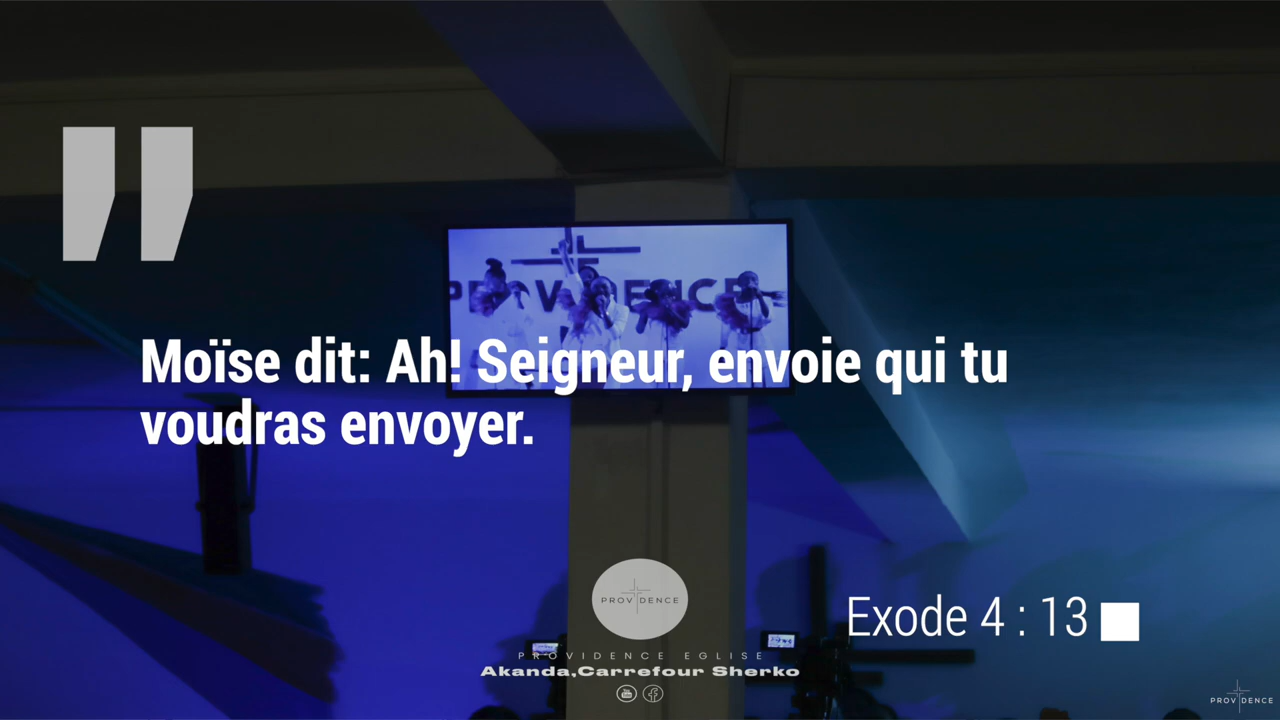 "
PROVIDENCE
Moïse dit: Ah! Seigneur, envoie qui tu
voudras envoyer.
Exode 4 : 13
PROVIDENCE
PROVIDENCE EGLISE
Akanda,Carrefour Sherko
PROVIDENCE